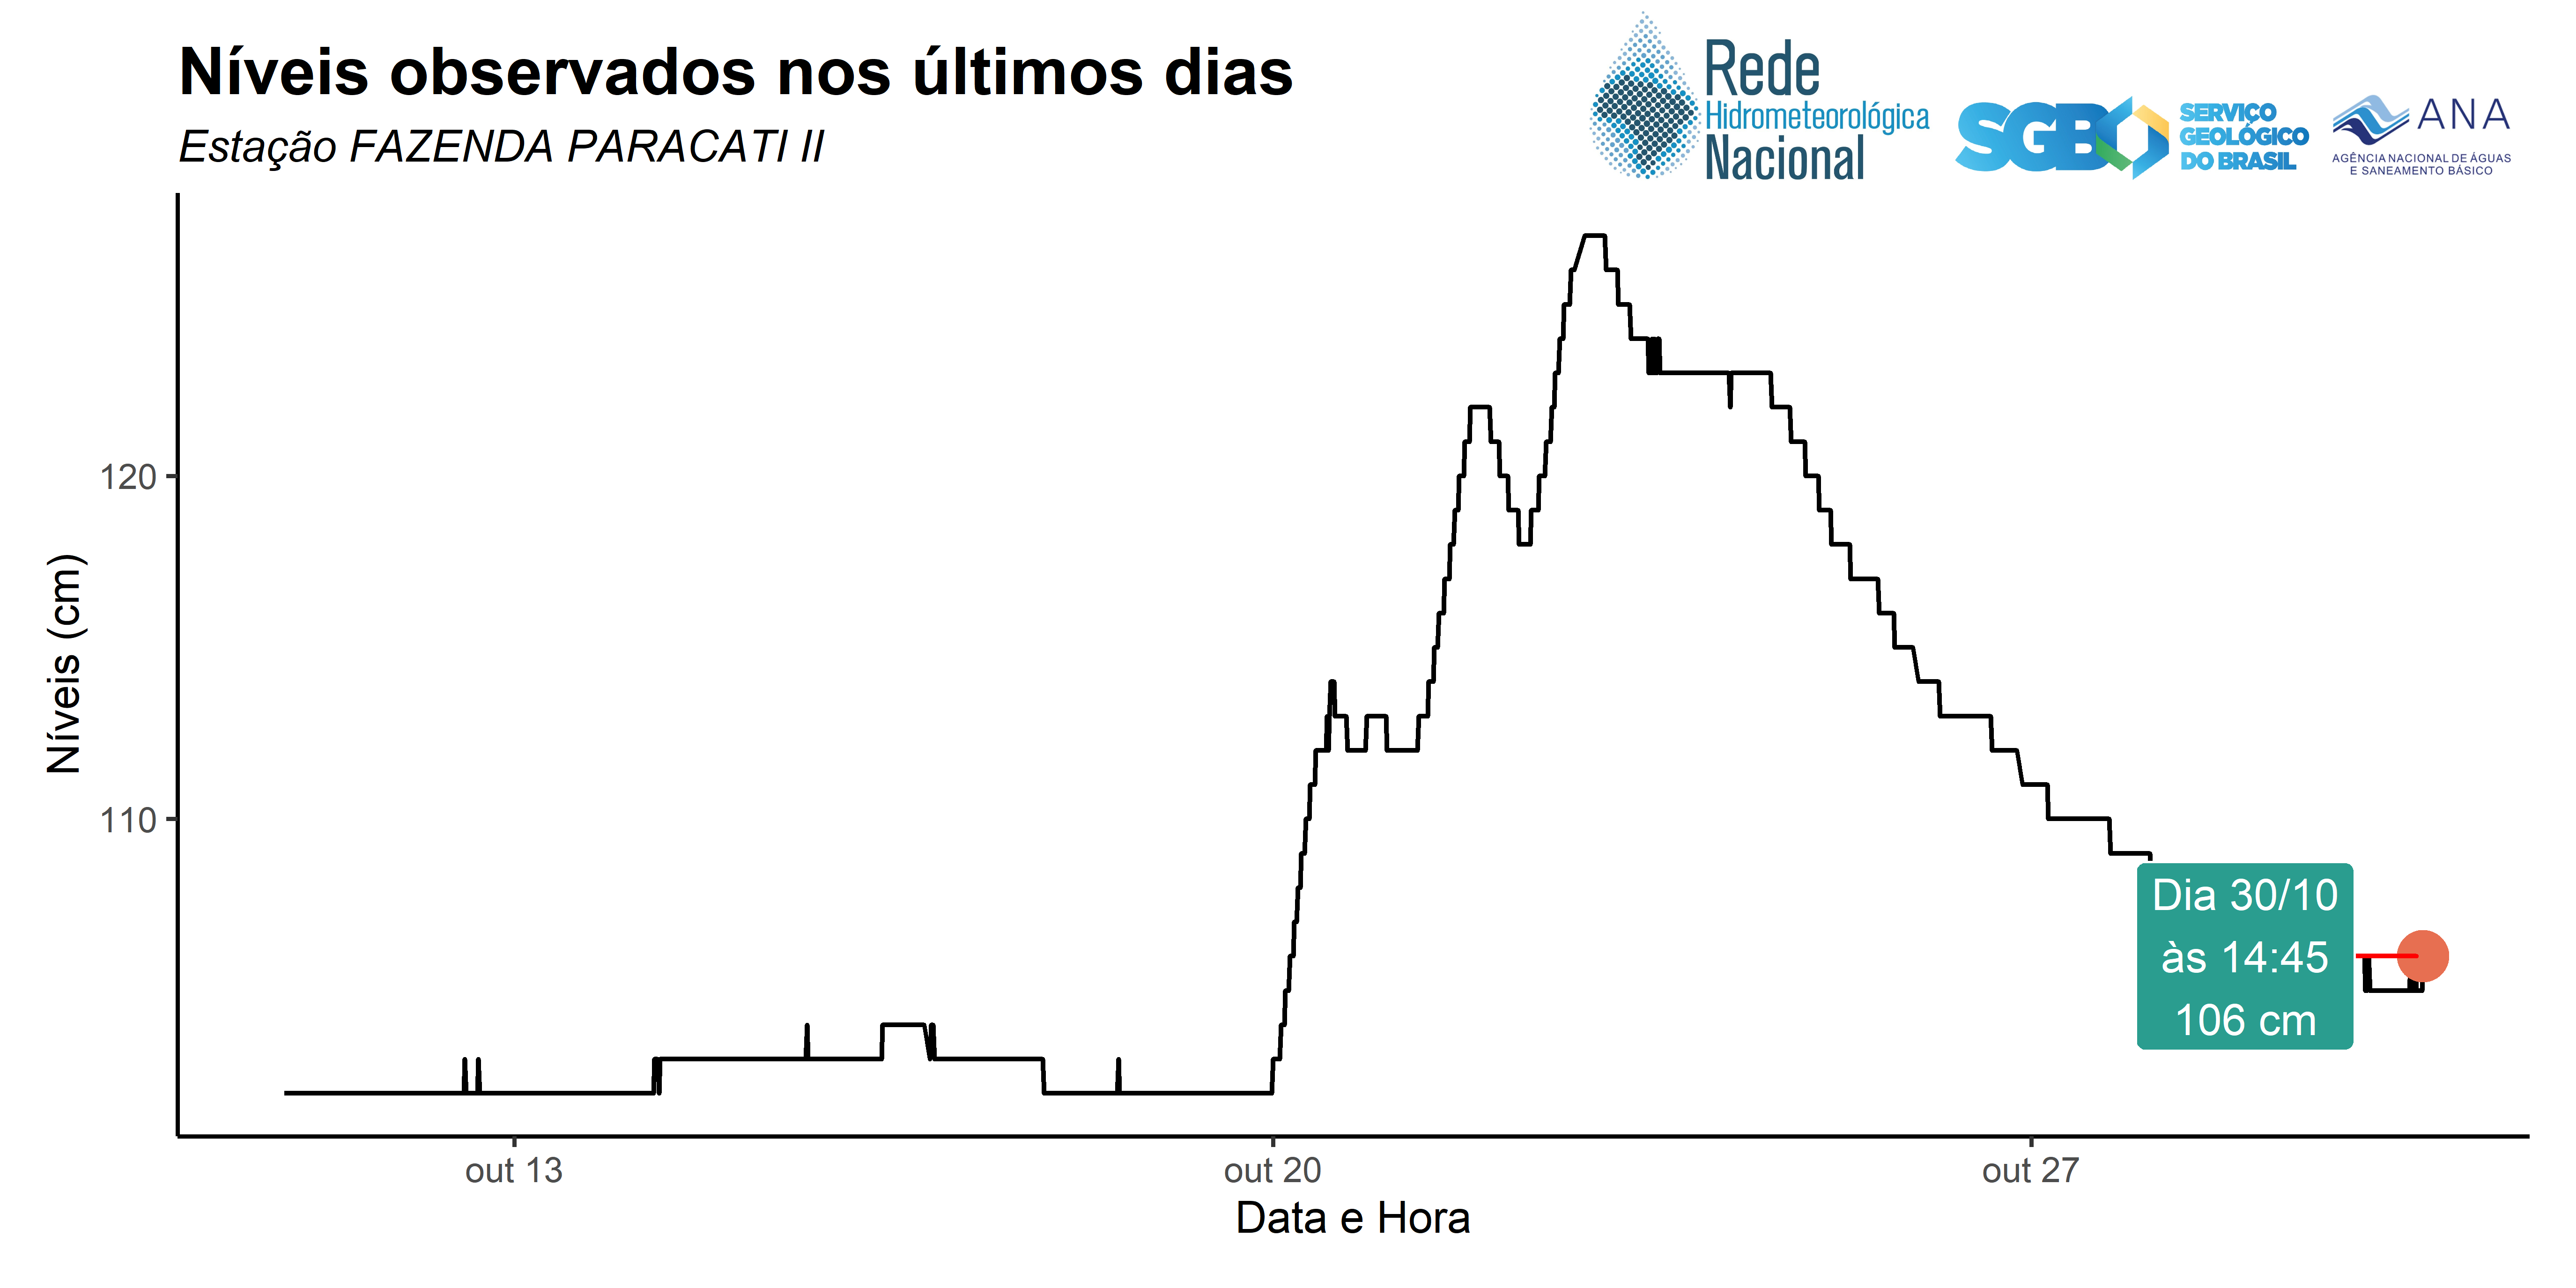 Níveis observados nos últimos dias
Estação FAZENDA PARACATI II
Rede
Hidrometeorológica
Nacional
SGB
SERVIÇO
GEOLÓGICO
DO BRASIL
ANA
AGÊNCIA NACIONAL DE ÁGUAS
E SANEAMENTO BÁSICO
Níveis (cm)
120
110
Dia 30/10
às 14:45
106 cm
out 13
out 20
out 27
Data e Hora